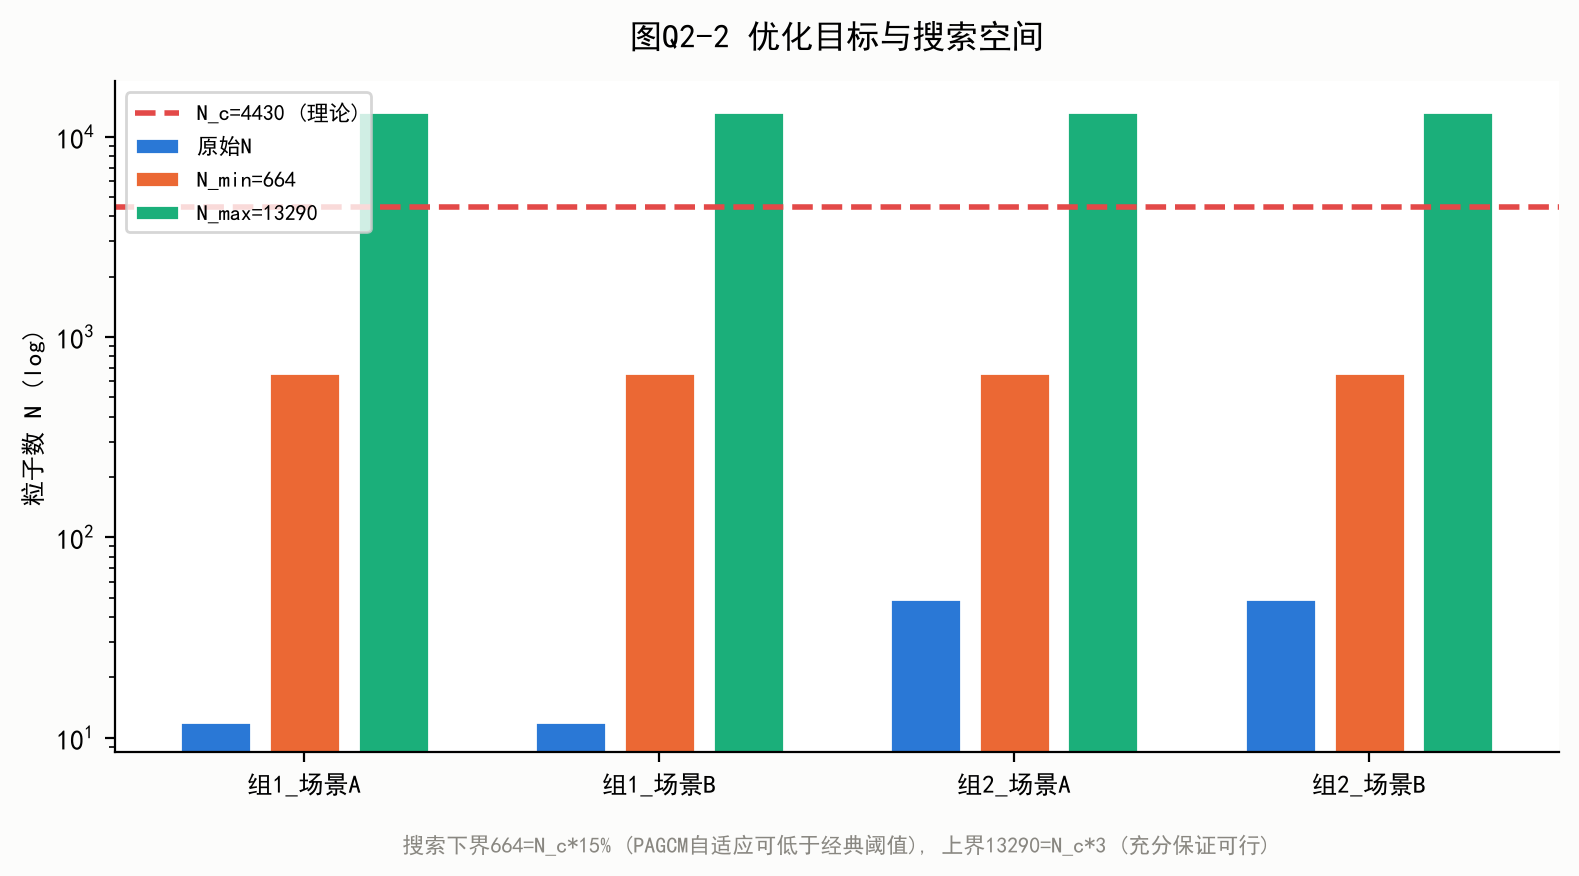 图Q2-2 优化目标与搜索空间
N_c=4430 (理论)
原始N
N_min=664
N_max=13290
粒子数 N (log)
10⁴
10³
10²
10¹
组1_场景A
组1_场景B
组2_场景A
组2_场景B
搜索下界664=N_c*15% (PAGCM自适应可低于经典阈值), 上界13290=N_c*3 (充分保证可行)